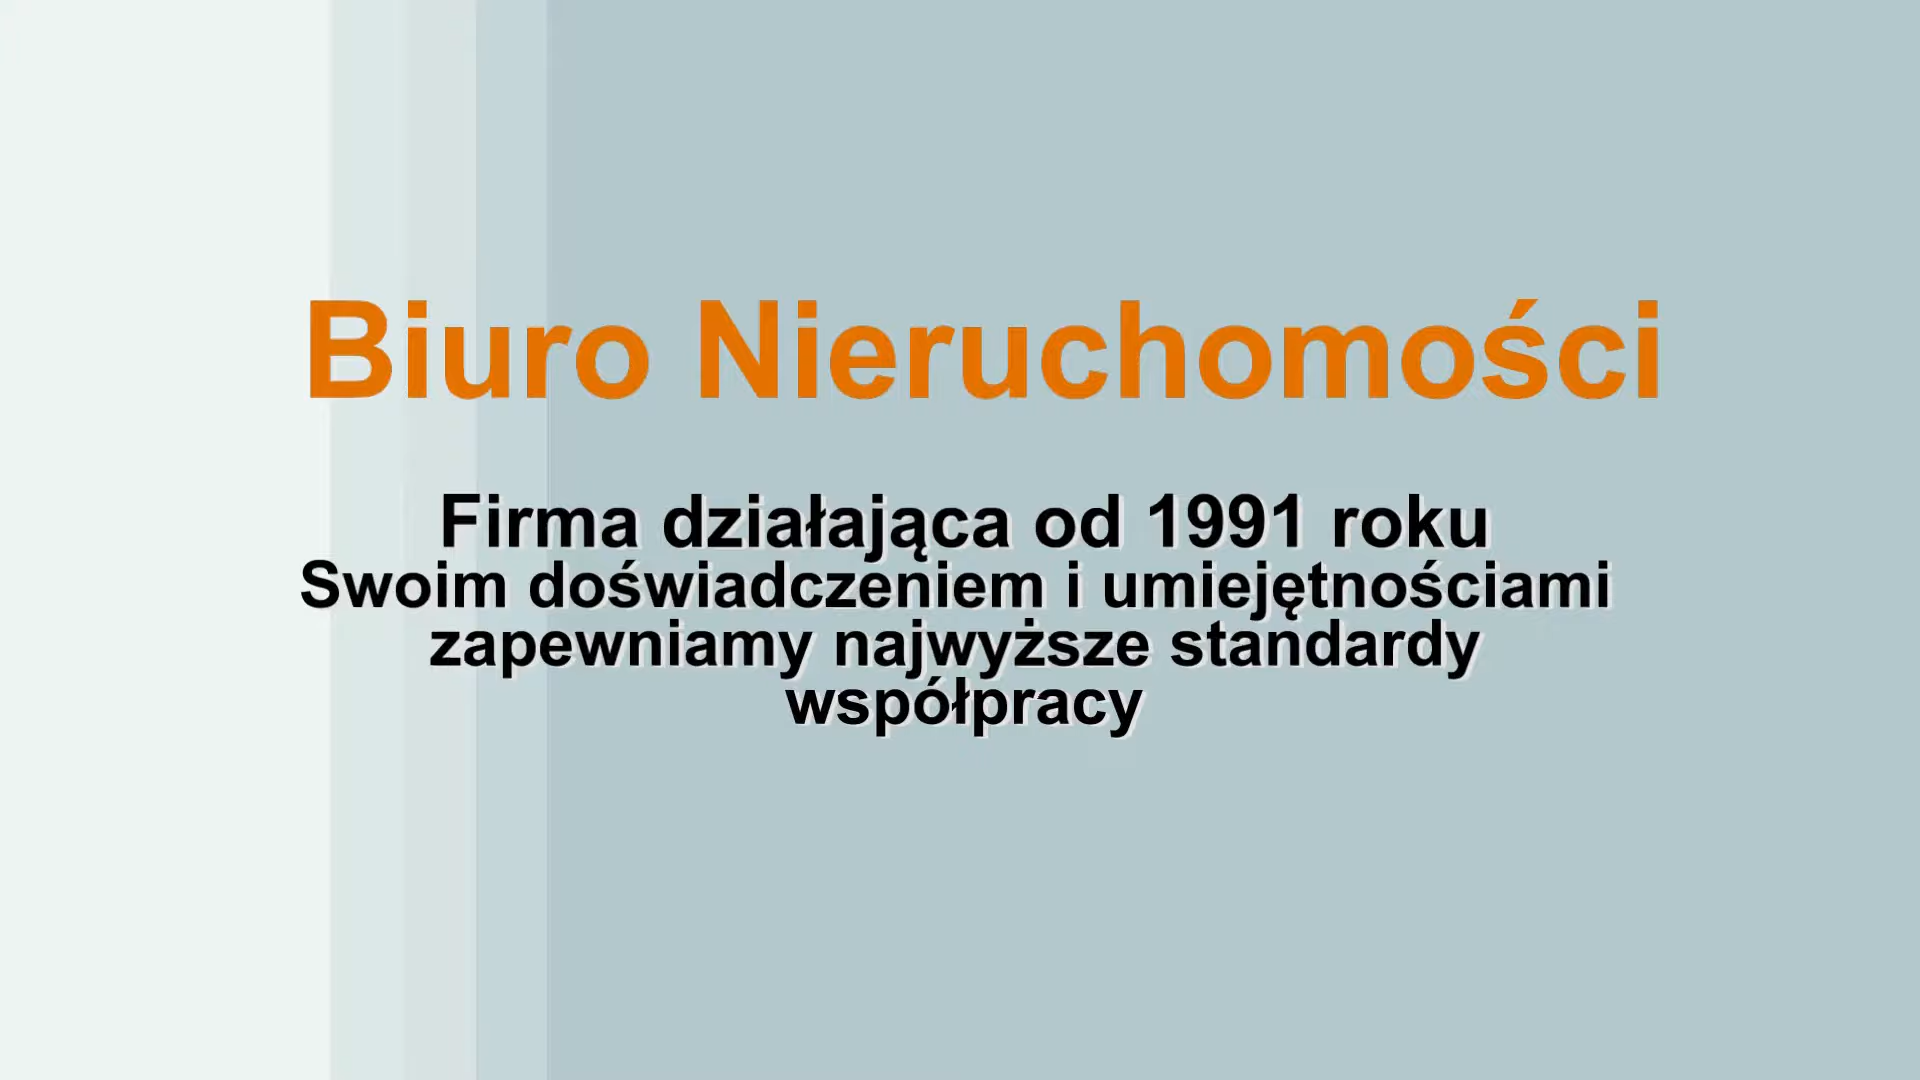 Biuro Nieruchomości
Firma działająca od 1991 roku
Swoim doświadczeniem i umiejętnościami
zapewniamy najwyższe standardy
współpracy